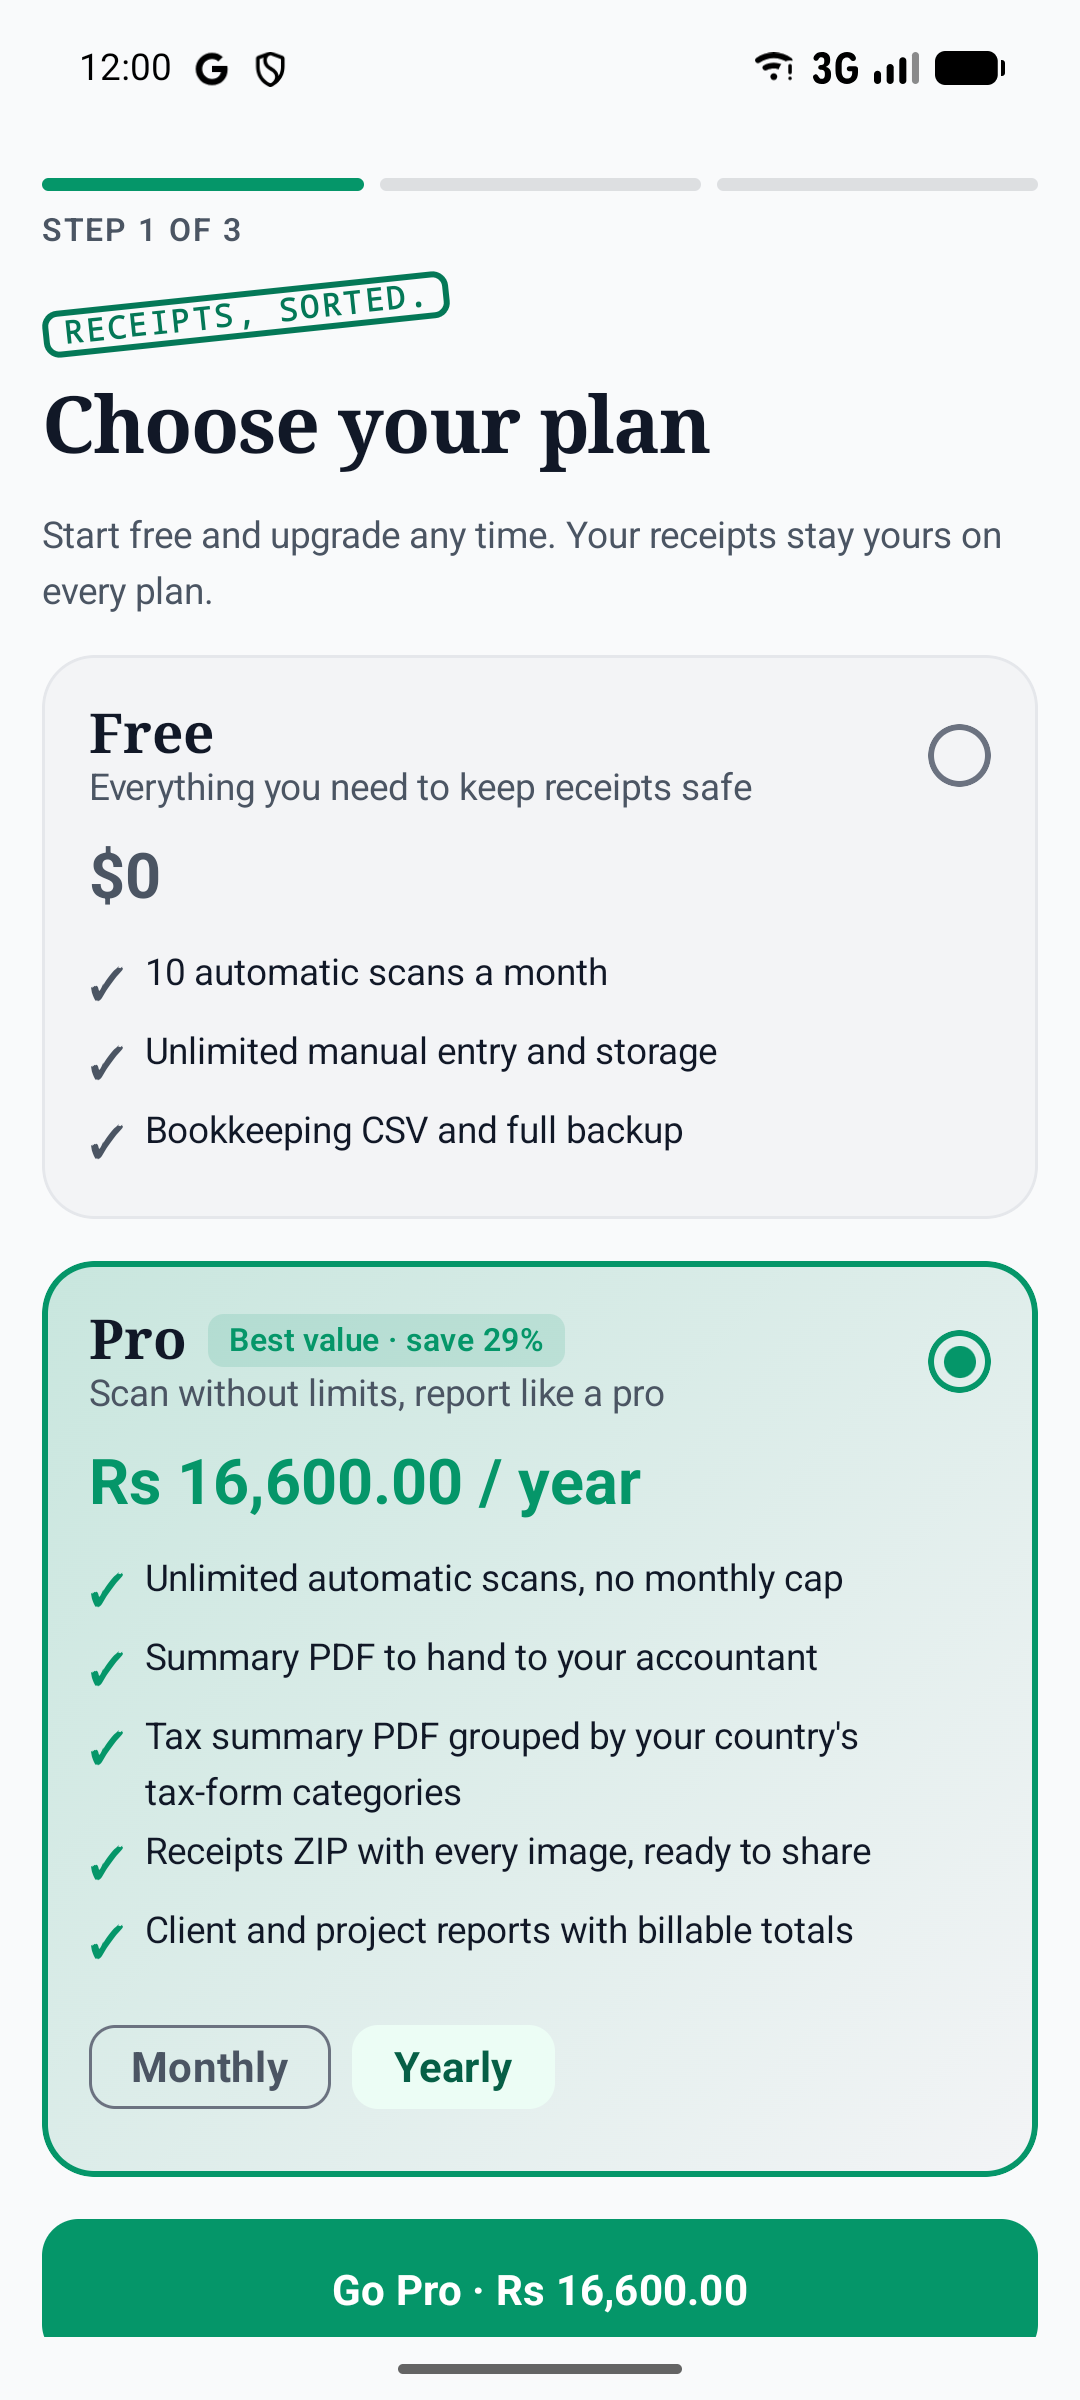 12:00
3G
STEP 1 OF 3
RECEIPTS, SORTED.
Choose your plan
Start free and upgrade any time. Your receipts stay yours on
every plan.
Free
Everything you need to keep receipts safe
$0
✓ 10 automatic scans a month
✓ Unlimited manual entry and storage
✓ Bookkeeping CSV and full backup
Pro
Best value · save 29%
Scan without limits, report like a pro
Rs 16,600.00 / year
✓ Unlimited automatic scans, no monthly cap
✓ Summary PDF to hand to your accountant
✓ Tax summary PDF grouped by your country's
tax-form categories
✓ Receipts ZIP with every image, ready to share
✓ Client and project reports with billable totals
Monthly
Yearly
Go Pro · Rs 16,600.00